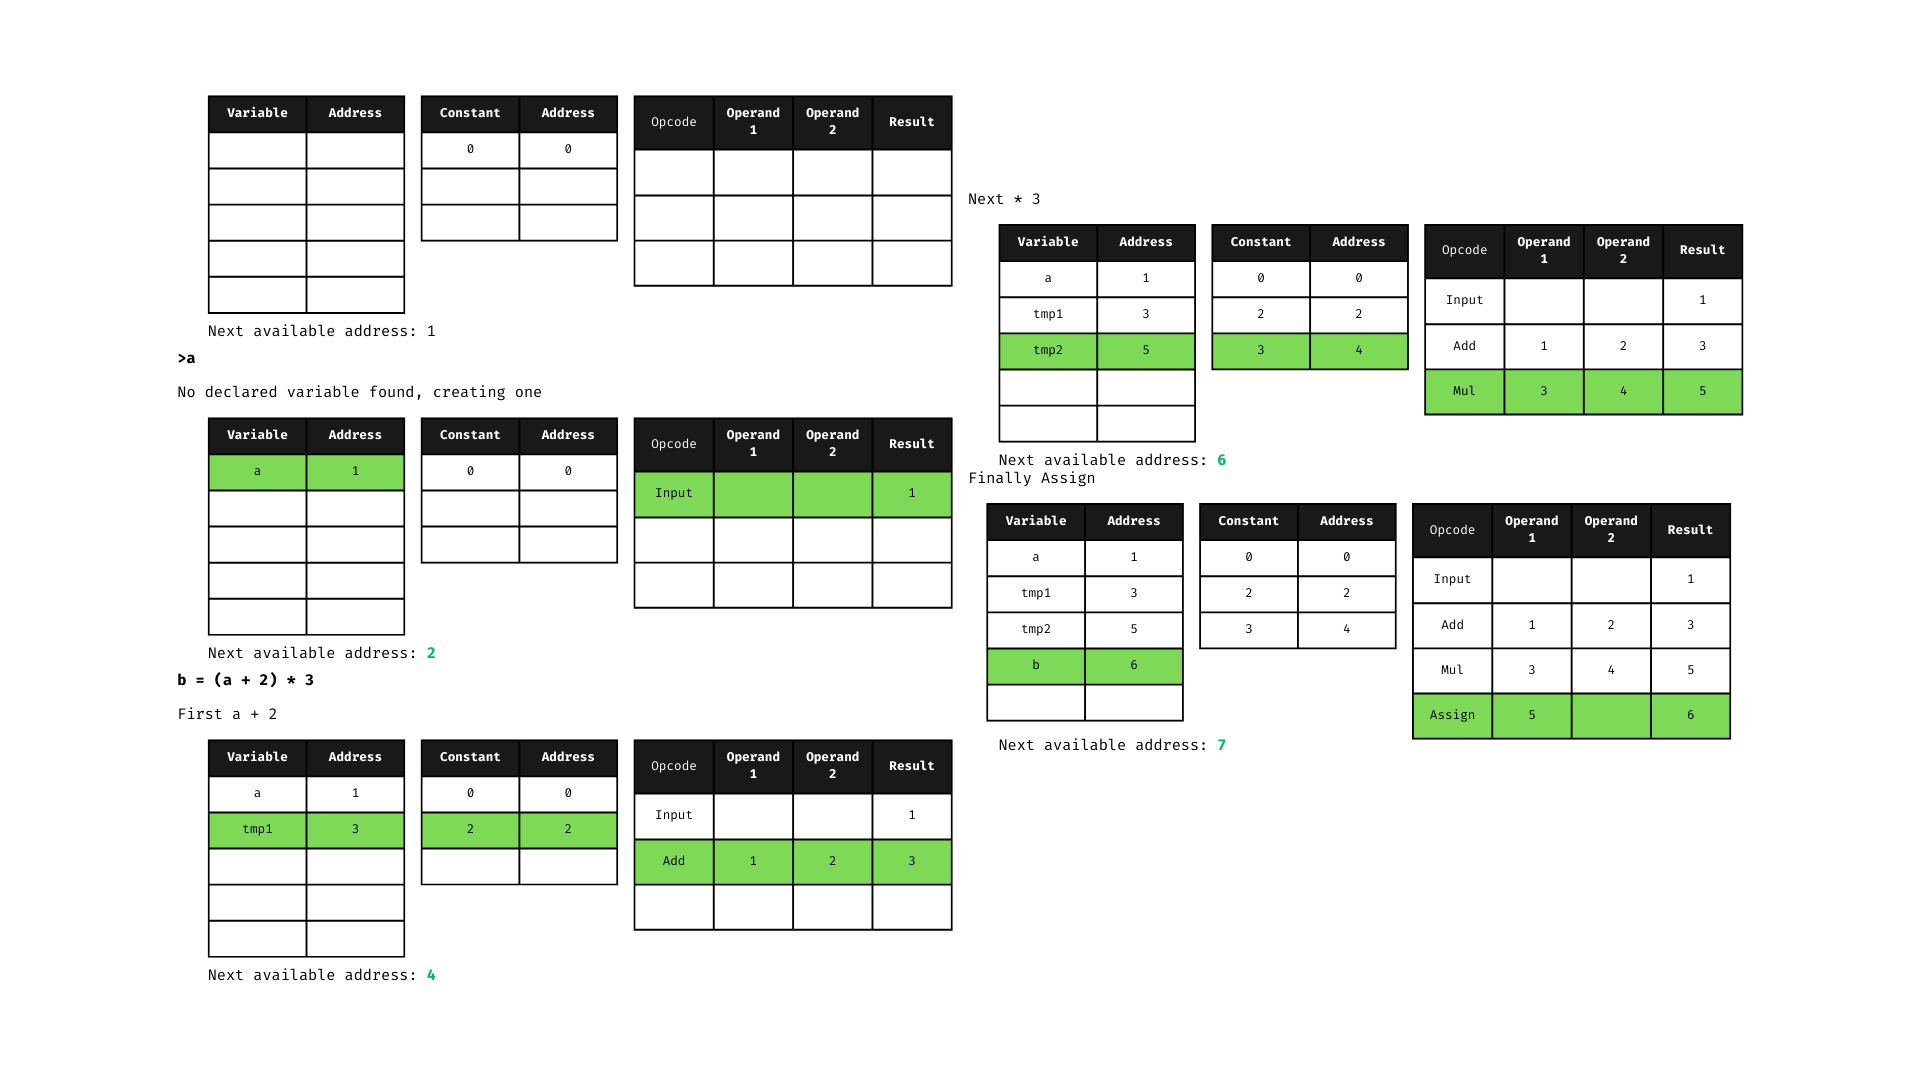 Variable Address Constant Address Opcode Operand 1 Operand 2 Result
0 0
Next available address: 1
>a
No declared variable found, creating one
Variable Address Constant Address Opcode Operand 1 Operand 2 Result
a 1 0 0 Input 1
Next available address: 2
b = (a + 2) * 3
First a + 2
Variable Address Constant Address Opcode Operand 1 Operand 2 Result
a 1 0 0 Input 1
tmp1 3 2 2 Add 1 2 3
Next available address: 4
Next * 3
Variable Address Constant Address Opcode Operand 1 Operand 2 Result
a 1 0 0 Input 1
tmp1 3 2 2 Add 1 2 3
tmp2 5 3 4 Mul 3 4 5
Next available address: 6
Finally Assign
Variable Address Constant Address Opcode Operand 1 Operand 2 Result
a 1 0 0 Input 1
tmp1 3 2 2 Add 1 2 3
tmp2 5 3 4 Mul 3 4 5
b 6 Assign 5 6
Next available address: 7